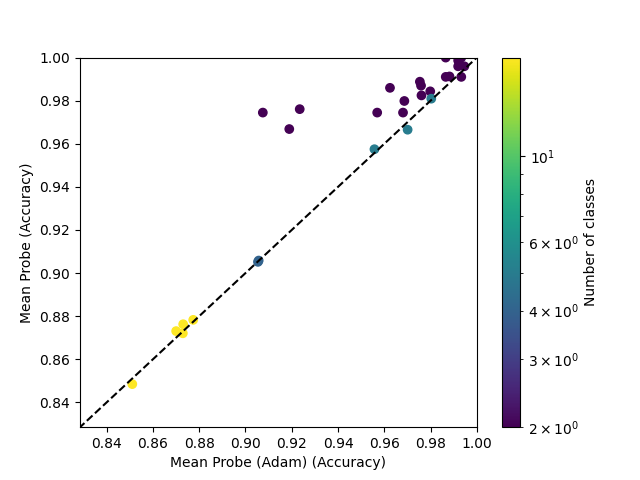 1.00
0.98
0.96
0.94
0.92
0.90
0.88
0.86
0.84
Mean Probe (Accuracy)
0.84 0.86 0.88 0.90 0.92 0.94 0.96 0.98 1.00
Mean Probe (Adam) (Accuracy)
10¹
6 × 10⁰
4 × 10⁰
3 × 10⁰
2 × 10⁰
Number of classes